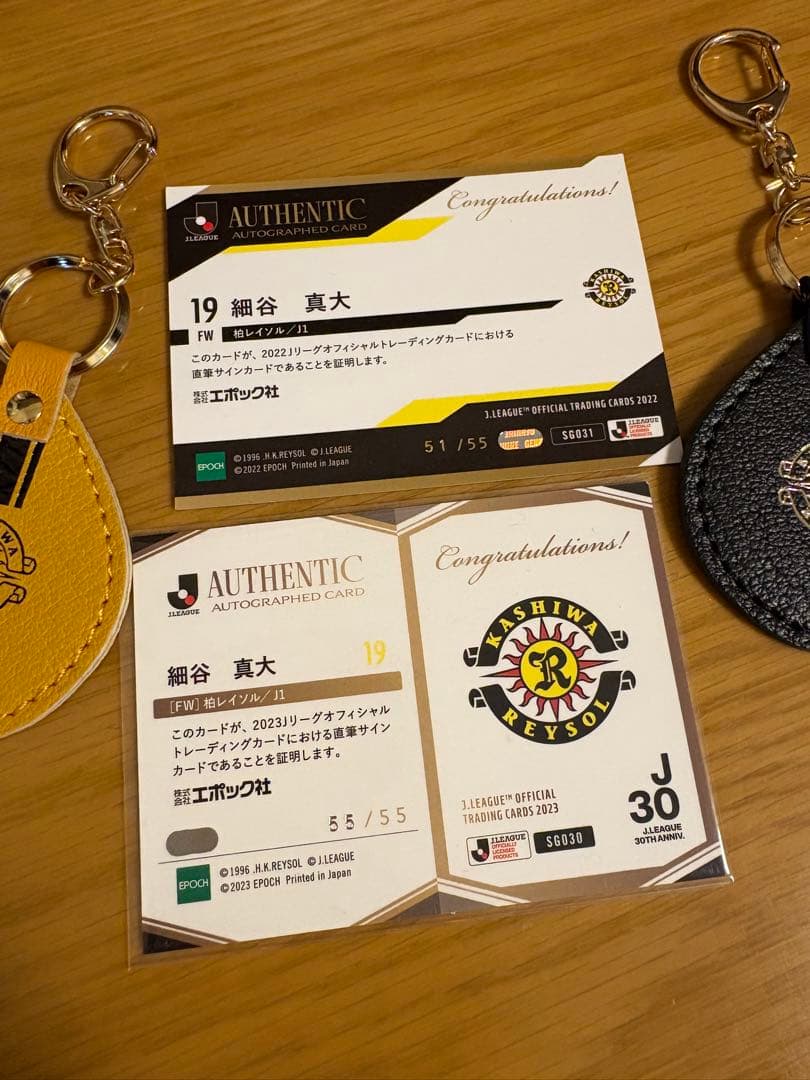 J.LEAGUE
AUTHENTIC
AUTOGRAPHED CARD
Congratulations!
19 細谷 真大
FW 柏レイソル/J1
KASHIWA
R
REYSOL
このカードが、2022Jリーグオフィシャルトレーディングカードにおける
直筆サインカードであることを証明します。
株式会社エポック社
J.LEAGUE™ OFFICIAL TRADING CARDS 2022
51/55
SG031
J.LEAGUE
OFFICIALLY
LICENSED
PRODUCTS
EPOCH
©1996 .H.K.REYSOL ©J.LEAGUE
©2022 EPOCH Printed in Japan
J.LEAGUE
AUTHENTIC
AUTOGRAPHED CARD
細谷 真大 19
[FW] 柏レイソル/J1
このカードが、2023Jリーグオフィシャル
トレーディングカードにおける直筆サイン
カードであることを証明します。
株式会社エポック社
55/55
EPOCH
©1996 .H.K.REYSOL ©J.LEAGUE
©2023 EPOCH Printed in Japan
Congratulations!
KASHIWA
R
REYSOL
J.LEAGUE™ OFFICIAL
TRADING CARDS 2023
J.LEAGUE
OFFICIALLY
LICENSED
PRODUCTS
SG030
J
30
J.LEAGUE
30TH ANNIV.